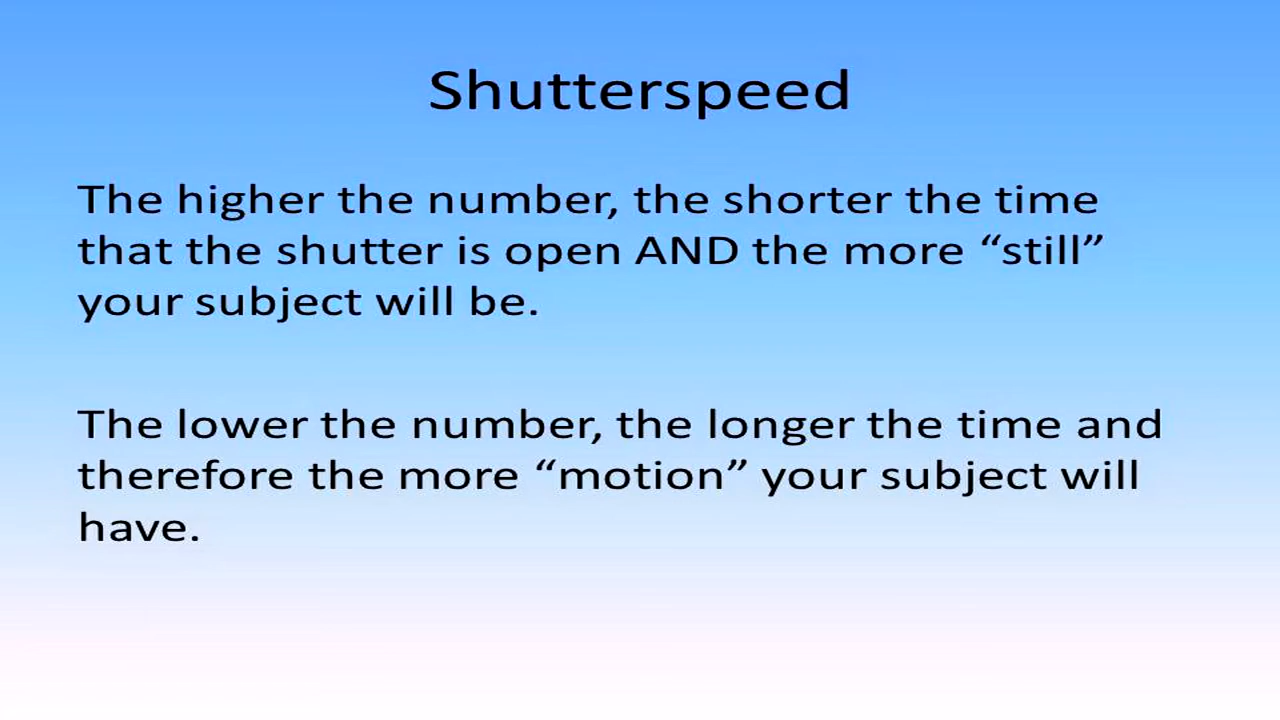 Shutterspeed
The higher the number, the shorter the time
that the shutter is open AND the more “still”
your subject will be.
The lower the number, the longer the time and
therefore the more “motion” your subject will
have.